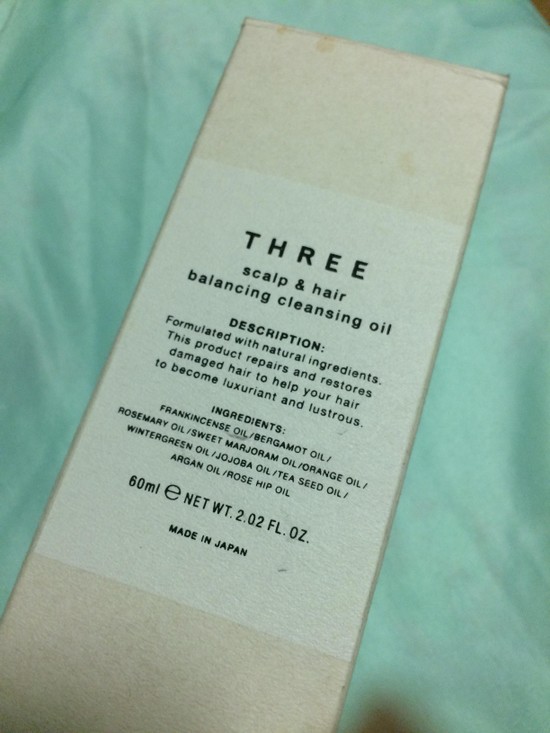 THREE
scalp & hair
balancing cleansing oil
DESCRIPTION:
Formulated with natural ingredients.
This product repairs and restores
damaged hair to help your hair
to become luxuriant and lustrous.
INGREDIENTS:
FRANKINCENSE OIL/BERGAMOT OIL/
ROSEMARY OIL/SWEET MARJORAM OIL/ORANGE OIL/
WINTERGREEN OIL/JOJOBA OIL/TEA SEED OIL/
ARGAN OIL/ROSE HIP OIL
60ml ℮ NET WT. 2.02 FL. OZ.
MADE IN JAPAN